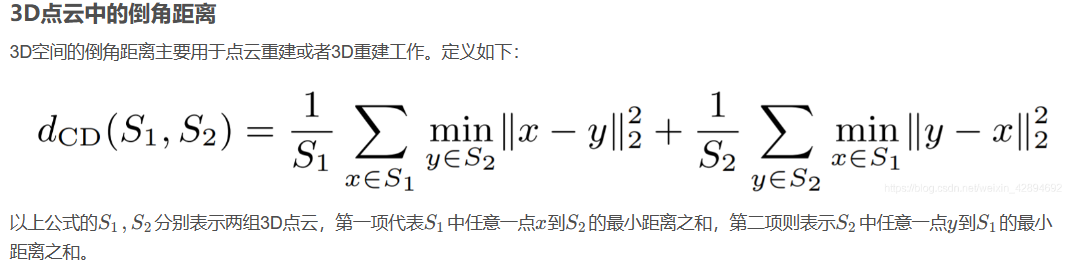 3D点云中的倒角距离
3D空间的倒角距离主要用于点云重建或者3D重建工作。定义如下：
d_CD(S_1, S_2) = \frac{1}{S_1} \sum_{x∈S_1} \min_{y∈S_2} ‖x − y‖_2^2 + \frac{1}{S_2} \sum_{y∈S_2} \min_{x∈S_1} ‖y − x‖_2^2
https://blog.csdn.net/weixin_42894692
以上公式的S_1, S_2分别表示两组3D点云，第一项代表S_1中任意一点x到S_2的最小距离之和，第二项则表示S_2中任意一点y到S_1的最小
距离之和。